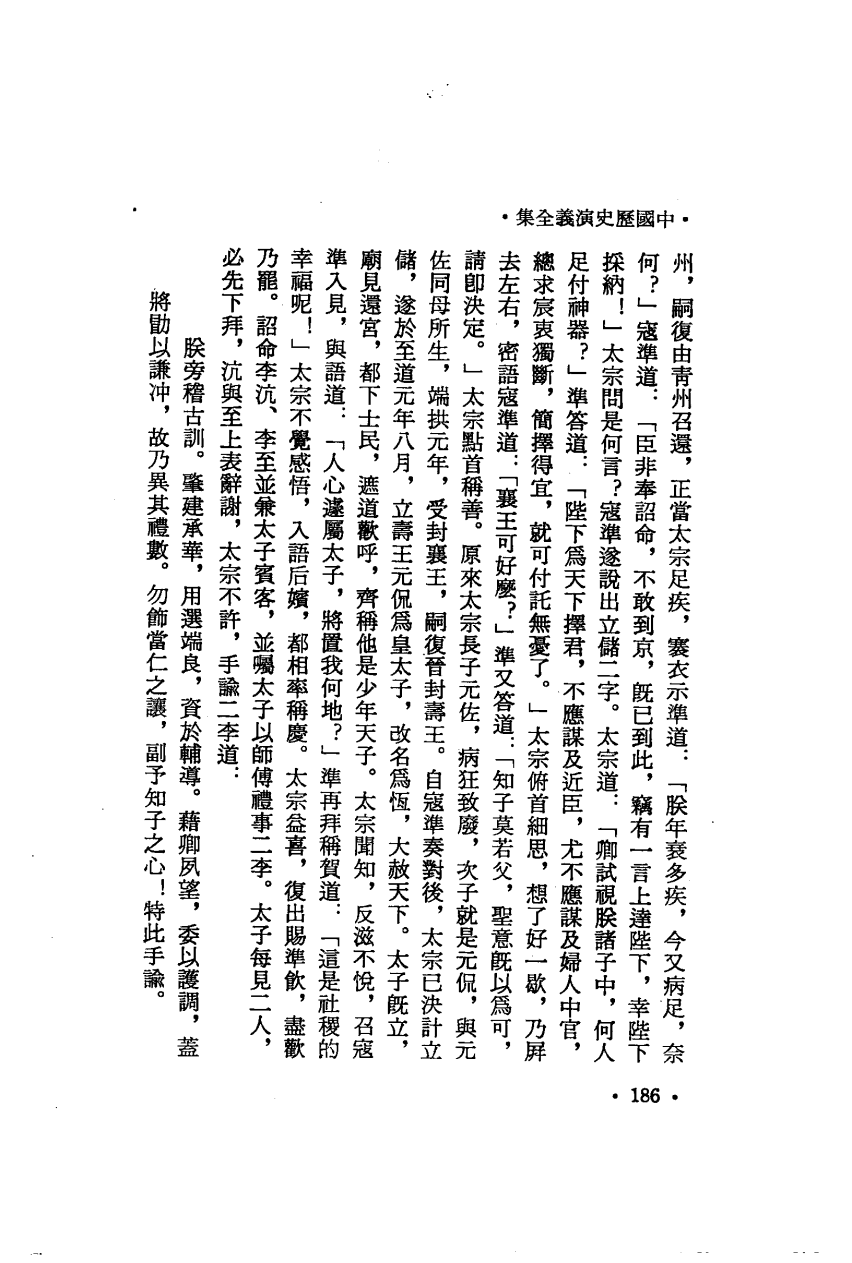 •中國歷史演義全集•
州，嗣復由青州召還，正當太宗足疾，褰衣示準道：「朕年衰多疾，今又病足，奈
何？」寇準道：「臣非奉詔命，不敢到京，既已到此，竊有一言上達陛下，幸陛下
採納！」太宗問是何言？寇準遂說出立儲二字。太宗道：「卿試視朕諸子中，何人
足付神器？」準答道：「陛下爲天下擇君，不應謀及近臣，尤不應謀及婦人中官，
總求宸衷獨斷，簡擇得宜，就可付託無憂了。」太宗俯首細思，想了好一歇，乃屏
去左右，密語寇準道：「襄王可好麼？」準又答道：「知子莫若父，聖意既以爲可，
請卽決定。」太宗點首稱善。原來太宗長子元佐，病狂致廢，次子就是元侃，與元
佐同母所生，端拱元年，受封襄王，嗣復晉封壽王。自寇準奏對後，太宗已決計立
儲，遂於至道元年八月，立壽王元侃爲皇太子，改名爲恆，大赦天下。太子既立，
廟見還宮，都下士民，遮道歡呼，齊稱他是少年天子。太宗聞知，反滋不悅，召寇
準入見，與語道：「人心遽屬太子，將置我何地？」準再拜稱賀道：「這是社稷的
幸福呢！」太宗不覺感悟，入語后嬪，都相率稱慶。太宗益喜，復出賜準飲，盡歡
乃罷。詔命李沆、李至並兼太子賓客，並囑太子以師傅禮事二李。太子每見二人，
必先下拜，沆與至上表辭謝，太宗不許，手諭二李道：
朕旁稽古訓。肇建承華，用選端良，資於輔導。藉卿夙望，委以護調，蓋
將勖以謙冲，故乃異其禮數。勿飾當仁之讓，副予知子之心！特此手諭。
•186•